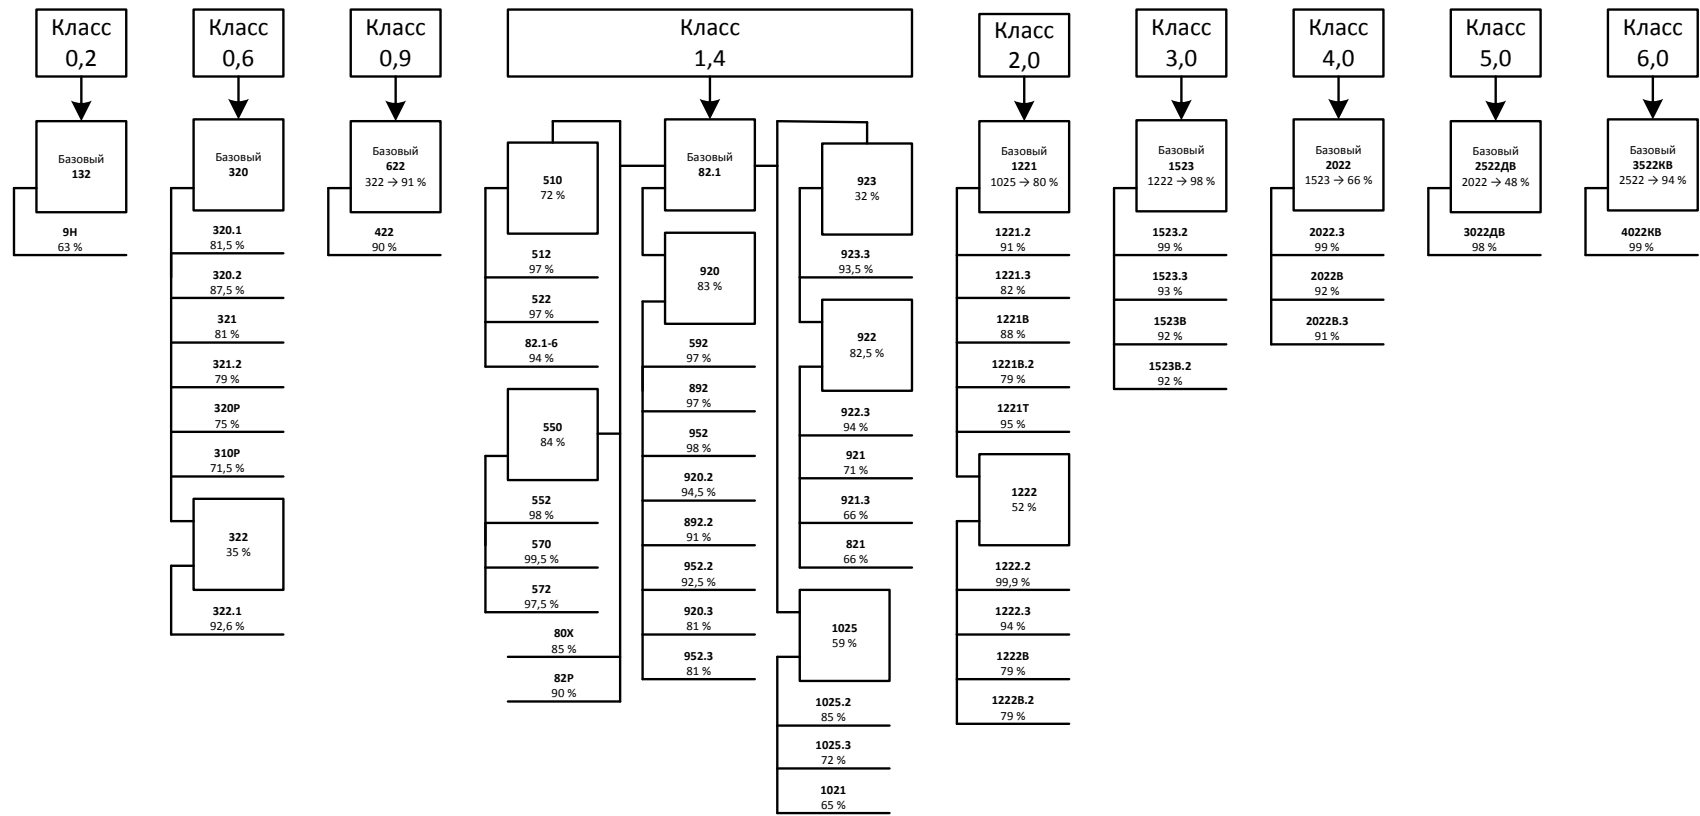 Класс
0,2
Базовый
132
9Н
63 %
Класс
0,6
Базовый
320
320.1
81,5 %
320.2
87,5 %
321
81 %
321.2
79 %
320Р
75 %
310Р
71,5 %
322
35 %
322.1
92,6 %
Класс
0,9
Базовый
622
322 → 91 %
422
90 %
Класс
1,4
510
72 %
512
97 %
522
97 %
82.1-6
94 %
550
84 %
552
98 %
570
99,5 %
572
97,5 %
80Х
85 %
82Р
90 %
Базовый
82.1
920
83 %
592
97 %
892
97 %
952
98 %
920.2
94,5 %
892.2
91 %
952.2
92,5 %
920.3
81 %
952.3
81 %
923
32 %
923.3
93,5 %
922
82,5 %
922.3
94 %
921
71 %
921.3
66 %
821
66 %
1025
59 %
1025.2
85 %
1025.3
72 %
1021
65 %
Класс
2,0
Базовый
1221
1025 → 80 %
1221.2
91 %
1221.3
82 %
1221В
88 %
1221В.2
79 %
1221Т
95 %
1222
52 %
1222.2
99,9 %
1222.3
94 %
1222В
79 %
1222В.2
79 %
Класс
3,0
Базовый
1523
1222 → 98 %
1523.2
99 %
1523.3
93 %
1523В
92 %
1523В.2
92 %
Класс
4,0
Базовый
2022
1523 → 66 %
2022.3
99 %
2022В
92 %
2022В.3
91 %
Класс
5,0
Базовый
2522ДВ
2022 → 48 %
3022ДВ
98 %
Класс
6,0
Базовый
3522КВ
2522 → 94 %
4022КВ
99 %